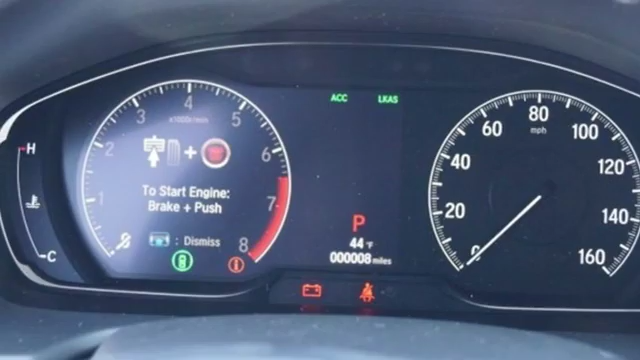 ACC LKAS
1 2 3 4 5 6 7 8
x1000r/min
To Start Engine:
Brake + Push
: Dismiss
H
C
P
44 °F
000008 miles
0 20 40 60 80 100 120 140 160
mph